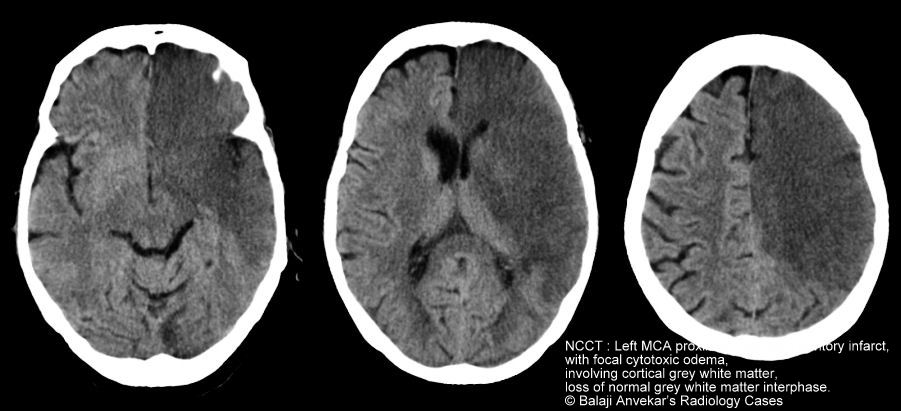 NCCT : Left MCA infarct,
with focal cytotoxic odema,
involving cortical grey white matter,
loss of normal grey white matter interphase.
© Balaji Anvekar's Radiology Cases